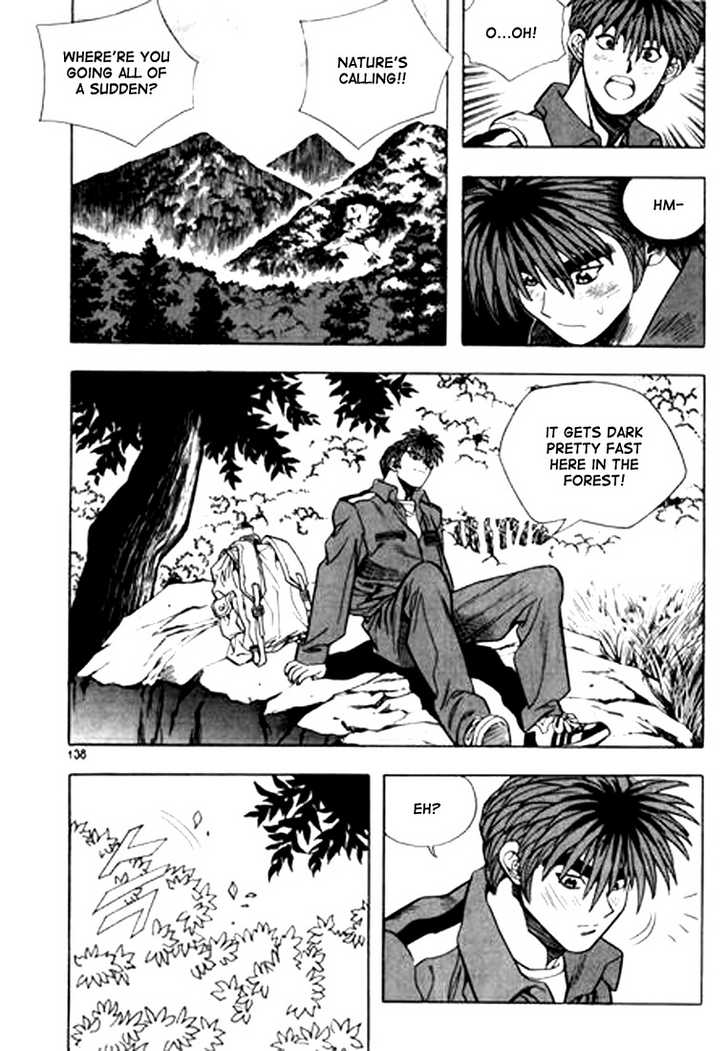 WHERE'RE YOU
GOING ALL OF
A SUDDEN?
NATURE'S
CALLING!!
O...OH!
HM-
IT GETS DARK
PRETTY FAST
HERE IN THE
FOREST!
138
EH?